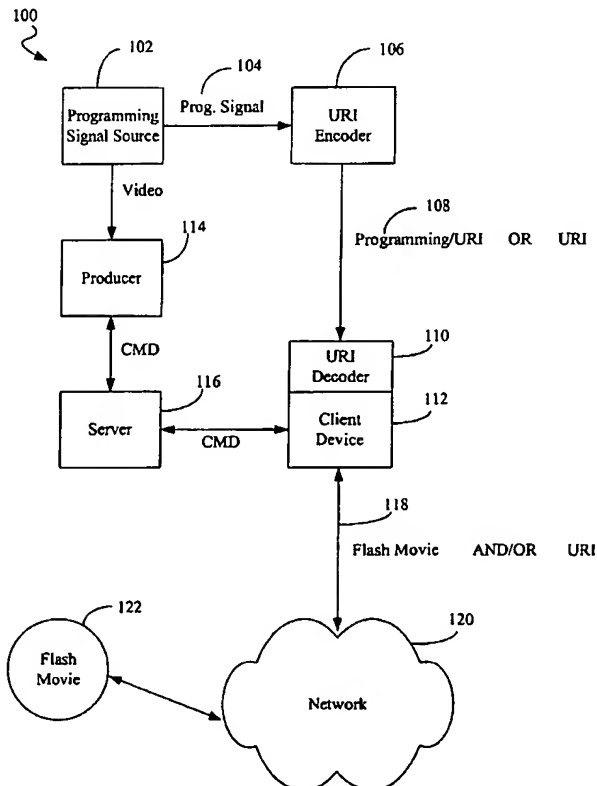 100
102
104
106
Programming
Signal Source
Prog. Signal
URI
Encoder
Video
108
Programming/URI OR URI
114
Producer
110
URI
Decoder
CMD
116
112
Client
Device
Server
CMD
118
Flash Movie AND/OR URI
122
120
Flash
Movie
Network